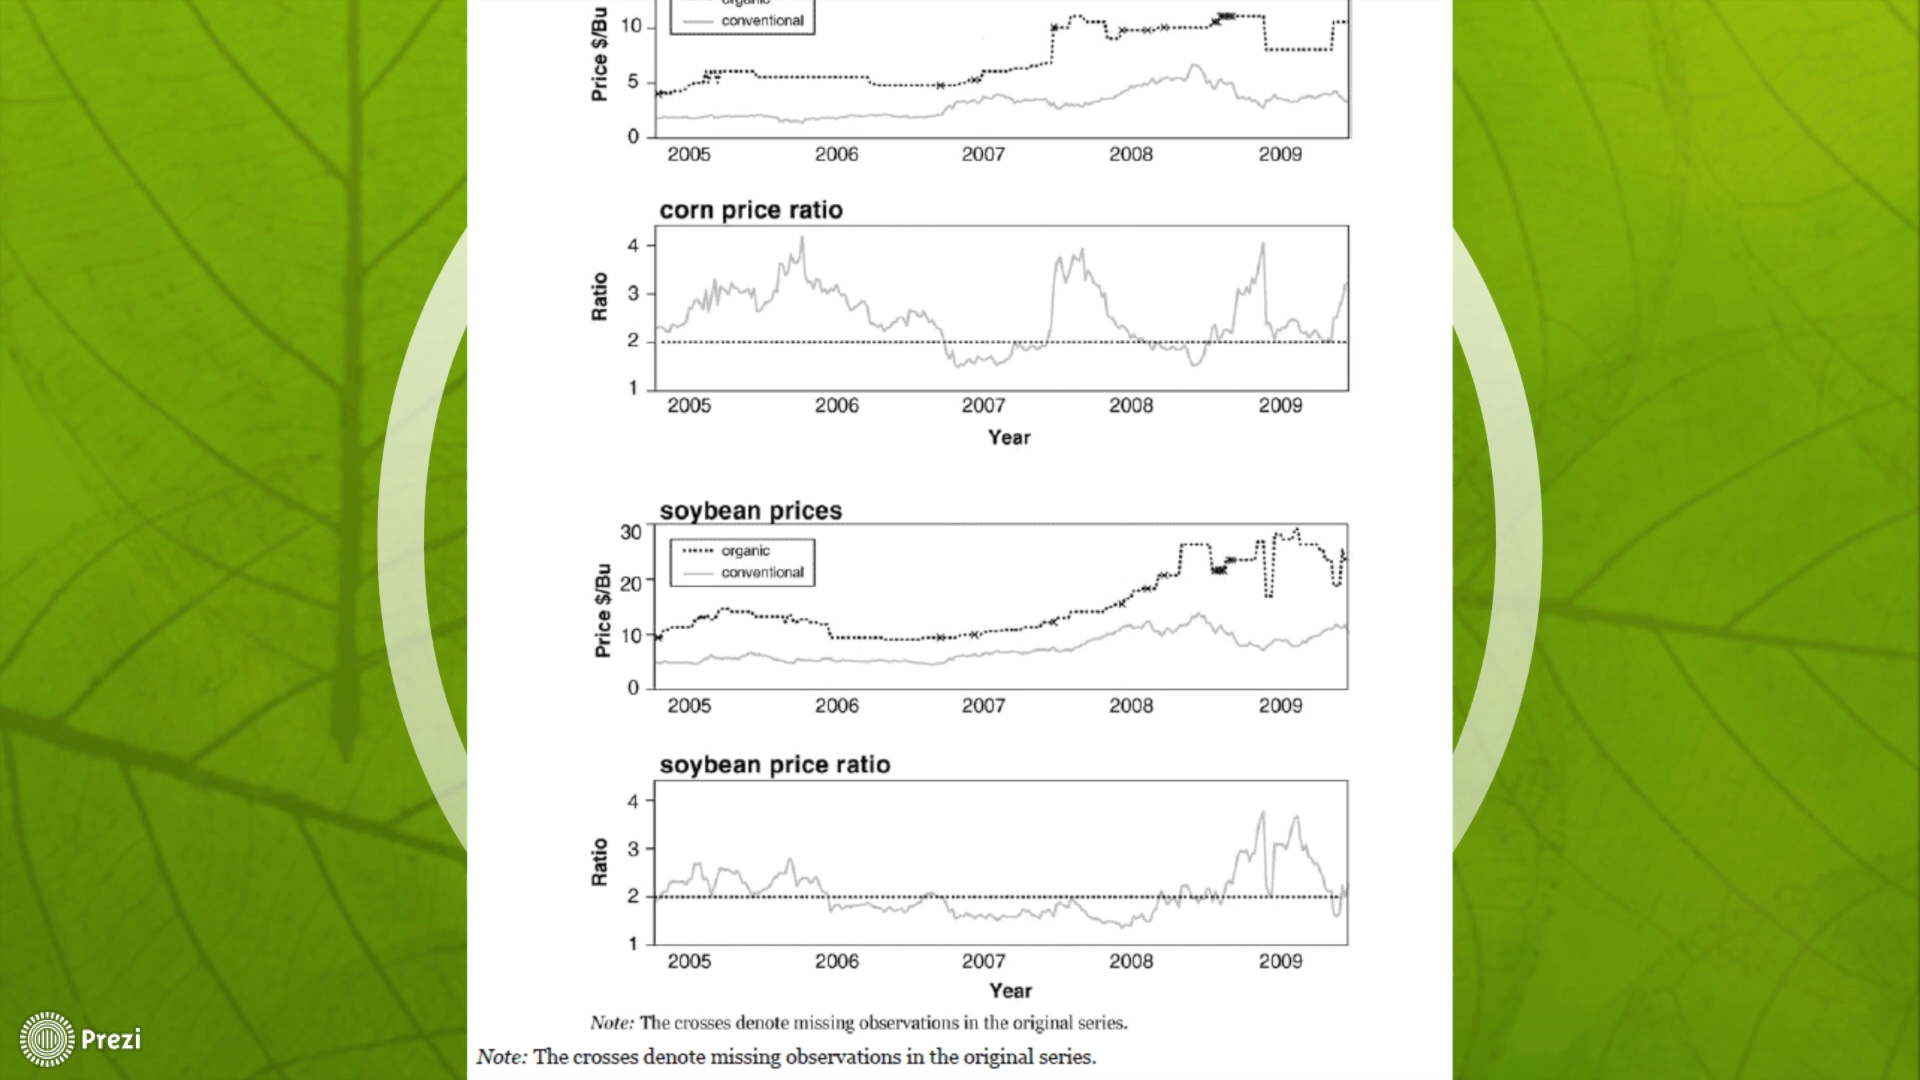 organic
conventional
Price $/Bu
10
5
0
2005 2006 2007 2008 2009
corn price ratio
Ratio
4
3
2
1
2005 2006 2007 2008 2009
Year
soybean prices
organic
conventional
Price $/Bu
30
20
10
0
2005 2006 2007 2008 2009
soybean price ratio
Ratio
4
3
2
1
2005 2006 2007 2008 2009
Year
Note: The crosses denote missing observations in the original series.
Note: The crosses denote missing observations in the original series.
Prezi